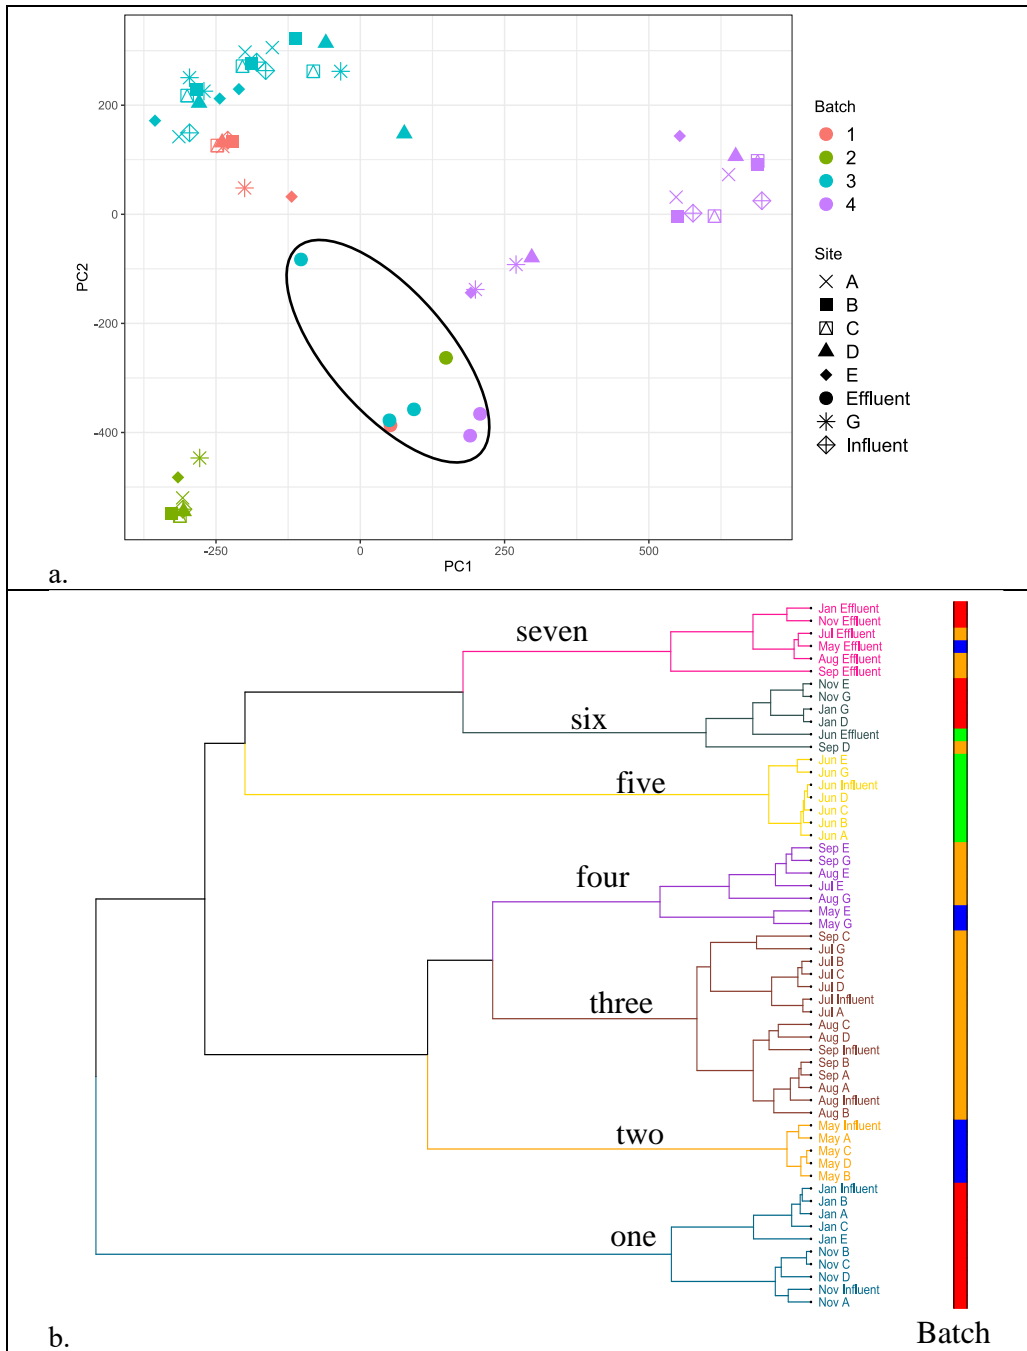 200
0
-200
-400
PC2
-250
0
250
500
PC1
Batch
1
2
3
4
Site
A
B
C
D
E
Effluent
G
Influent
a.
seven
six
five
four
three
two
one
Jan Effluent
Nov Effluent
Jul Effluent
May Effluent
Aug Effluent
Sep Effluent
Nov E
Nov G
Jan G
Jan D
Jun Effluent
Sep D
Jun E
Jun G
Jun Influent
Jun D
Jun C
Jun B
Jun A
Sep E
Sep G
Aug E
Jul E
Aug G
May E
May G
Sep C
Jul G
Jul B
Jul C
Jul D
Jul Influent
Jul A
Aug C
Aug D
Sep Influent
Sep B
Sep A
Aug A
Aug Influent
Aug B
May Influent
May A
May C
May D
May B
Jan Influent
Jan B
Jan A
Jan C
Jan E
Nov B
Nov C
Nov D
Nov Influent
Nov A
b.
Batch